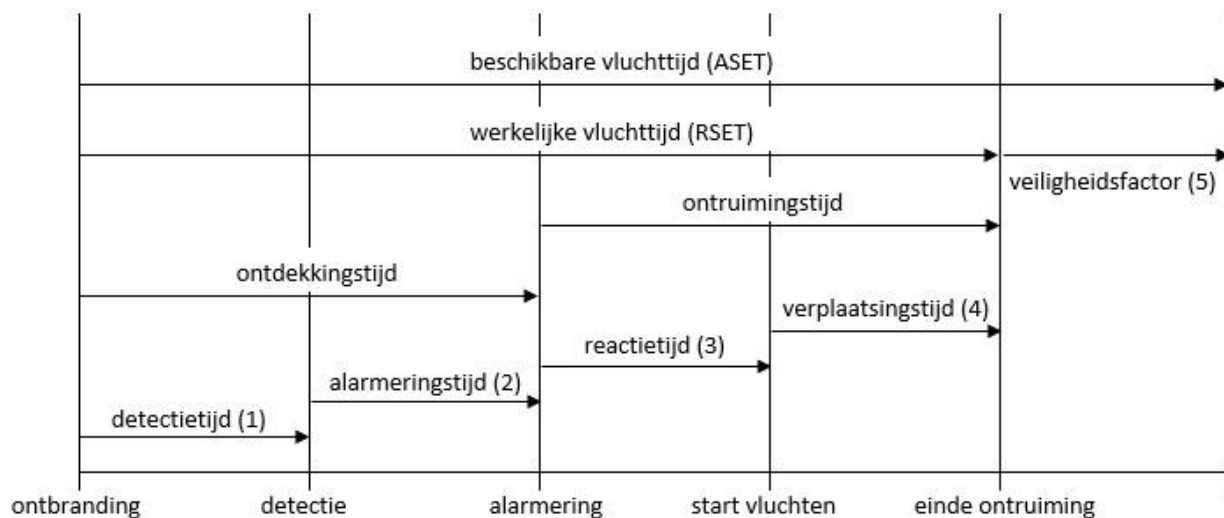 beschikbare vluchttijd (ASET)
werkelijke vluchttijd (RSET)
veiligheidsfactor (5)
ontruimingstijd
ontdekkingstijd
verplaatsingstijd (4)
reactietijd (3)
alarmeringstijd (2)
detectietijd (1)
ontbranding detectie alarmering start vluchten einde ontruiming